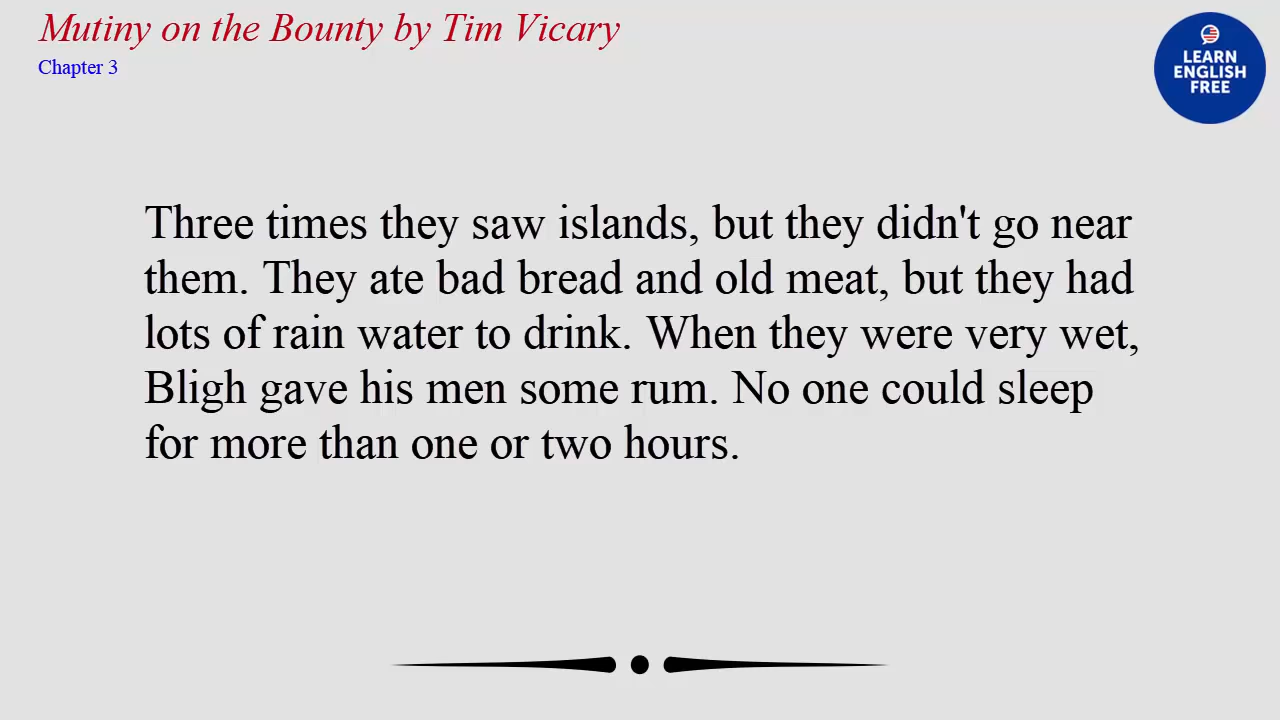 Mutiny on the Bounty by Tim Vicary
Chapter 3
LEARN
ENGLISH
FREE
Three times they saw islands, but they didn't go near
them. They ate bad bread and old meat, but they had
lots of rain water to drink. When they were very wet,
Bligh gave his men some rum. No one could sleep
for more than one or two hours.